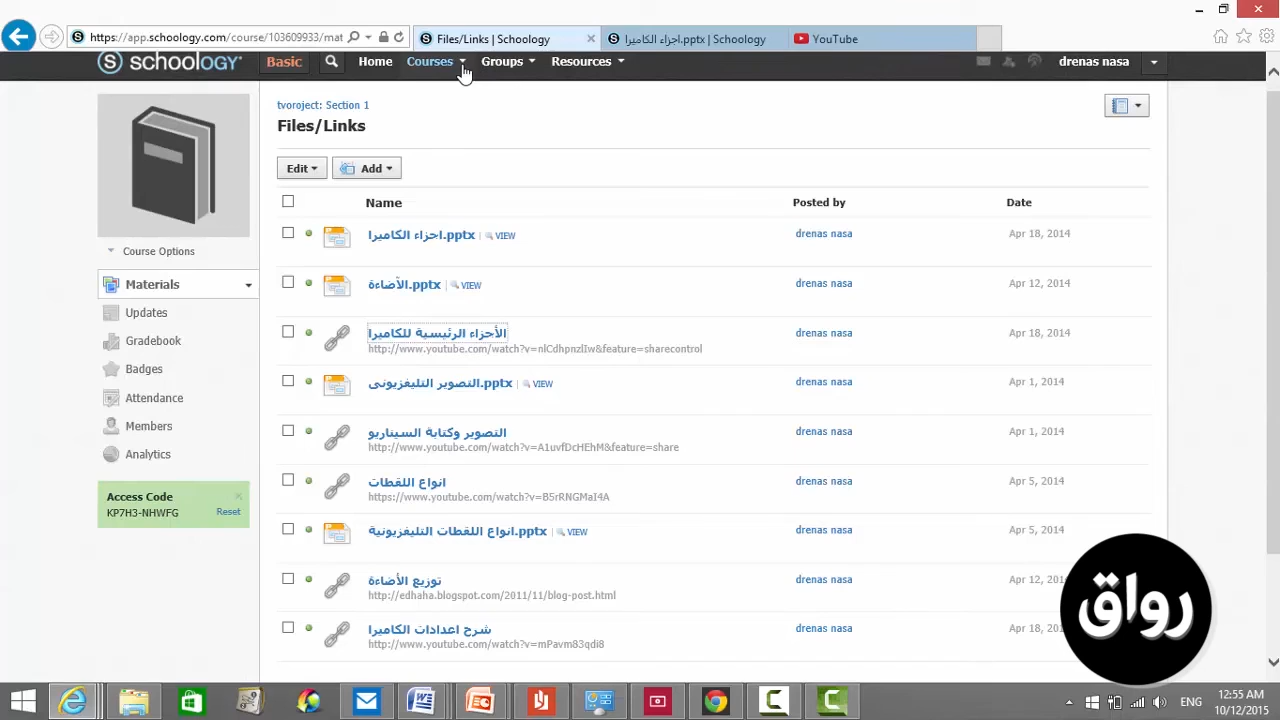 https://app.schoology.com/course/103609933/mat
Files/Links | Schoology
اجزاء الكاميرا.pptx | Schoology
YouTube
S schoology
Basic
Home
Courses
Groups
Resources
drenas nasa
tvoroject: Section 1
Files/Links
Edit
Add
Name
Posted by
Date
اجزاء الكاميرا.pptx
VIEW
drenas nasa
Apr 18, 2014
الآضاءة.pptx
VIEW
drenas nasa
Apr 12, 2014
الأجزاء الرئيسية للكاميرا
http://www.youtube.com/watch?v=nlCdhpnzlIw&feature=sharecontrol
drenas nasa
Apr 18, 2014
التصوير التليفزيونى.pptx
VIEW
drenas nasa
Apr 1, 2014
التصوير وكتابة السيناريو
http://www.youtube.com/watch?v=A1uvfDcHEhM&feature=share
drenas nasa
Apr 1, 2014
انواع اللقطات
https://www.youtube.com/watch?v=B5rRNGMaI4A
drenas nasa
Apr 5, 2014
انواع اللقطات التليفزيونية.pptx
VIEW
drenas nasa
Apr 5, 2014
توزيع الأضاءة
http://edhaha.blogspot.com/2011/11/blog-post.html
drenas nasa
Apr 12, 201
شرح اعدادات الكاميرا
http://www.youtube.com/watch?v=mPavm83qdi8
drenas nasa
Apr 18, 201
Course Options
Materials
Updates
Gradebook
Badges
Attendance
Members
Analytics
Access Code
KP7H3-NHWFG
Reset
رواق
ENG
12:55 AM
10/12/2015